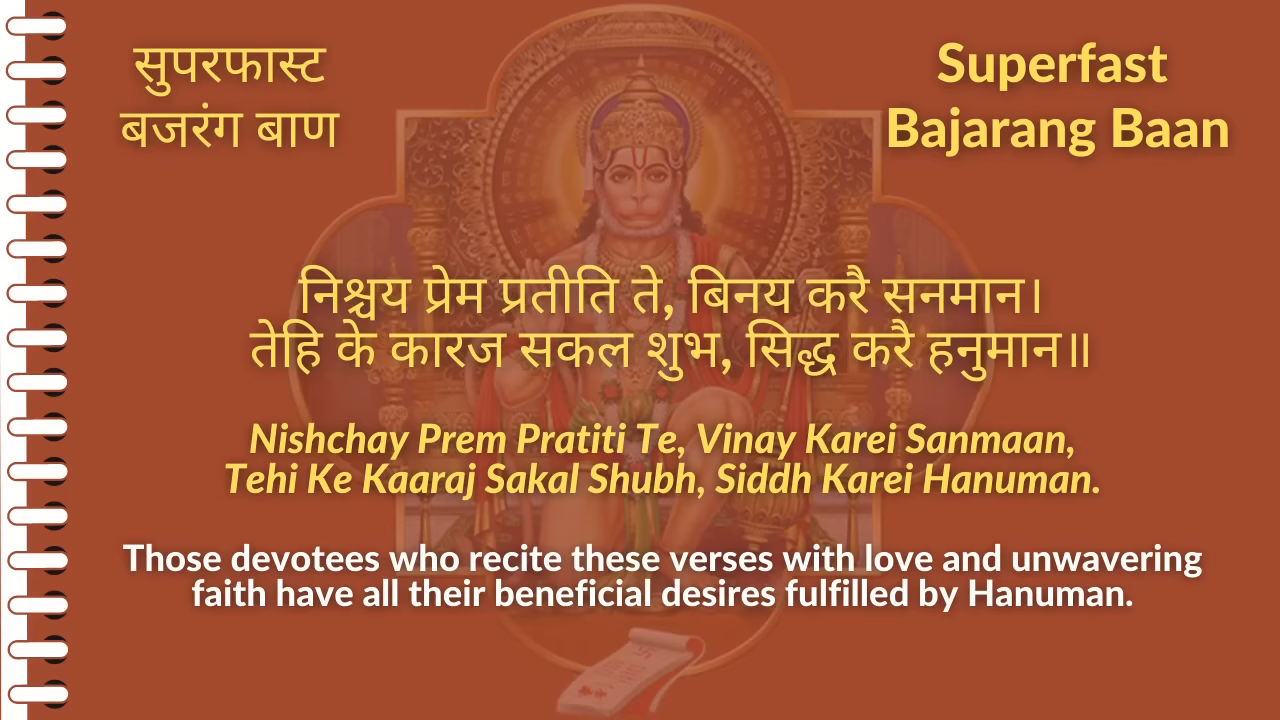 सुपरफास्ट
बजरंग बाण
Superfast
Bajarang Baan
निश्चय प्रेम प्रतीति ते, बिनय करै सनमान।
तेहि के कारज सकल शुभ, सिद्ध करै हनुमान॥
Nishchay Prem Pratiti Te, Vinay Karei Sanmaan,
Tehi Ke Kaaraj Sakal Shubh, Siddh Karei Hanuman.
Those devotees who recite these verses with love and unwavering
faith have all their beneficial desires fulfilled by Hanuman.